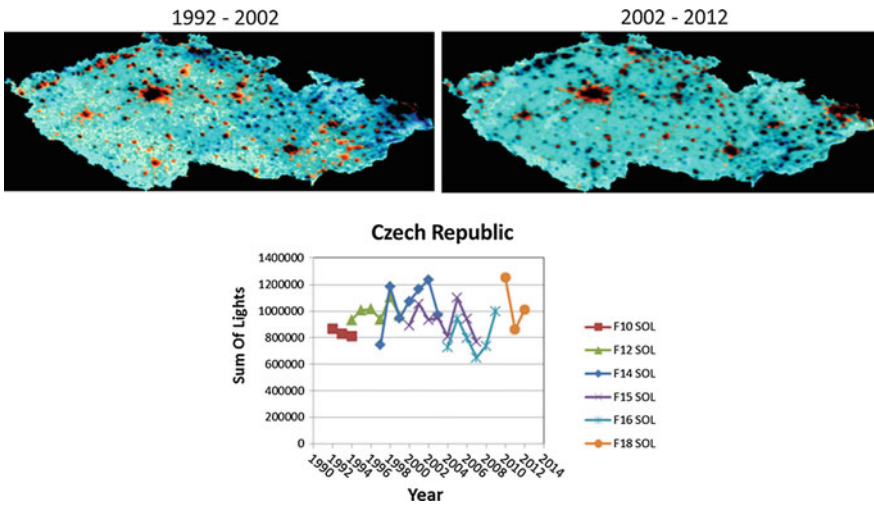 1992 - 2002
2002 - 2012
Czech Republic
Sum Of Lights
1400000
1200000
1000000
800000
600000
400000
200000
0
1990
1992
1994
1996
1998
2000
2002
2004
2006
2008
2010
2012
2014
Year
F10 SOL
F12 SOL
F14 SOL
F15 SOL
F16 SOL
F18 SOL